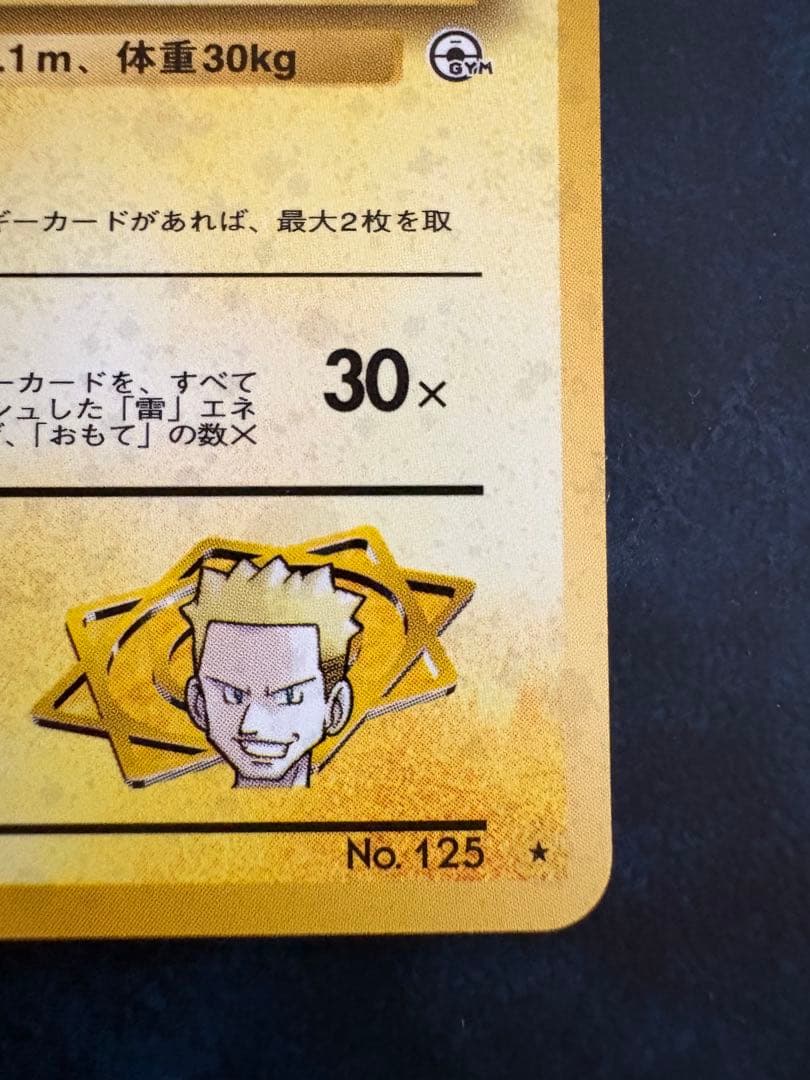 .1m、体重30kg
GYM
ギーカードがあれば、最大2枚を取
ーカードを、すべて
シュした「雷」エネ
、「おもて」の数×
30×
No. 125 ★